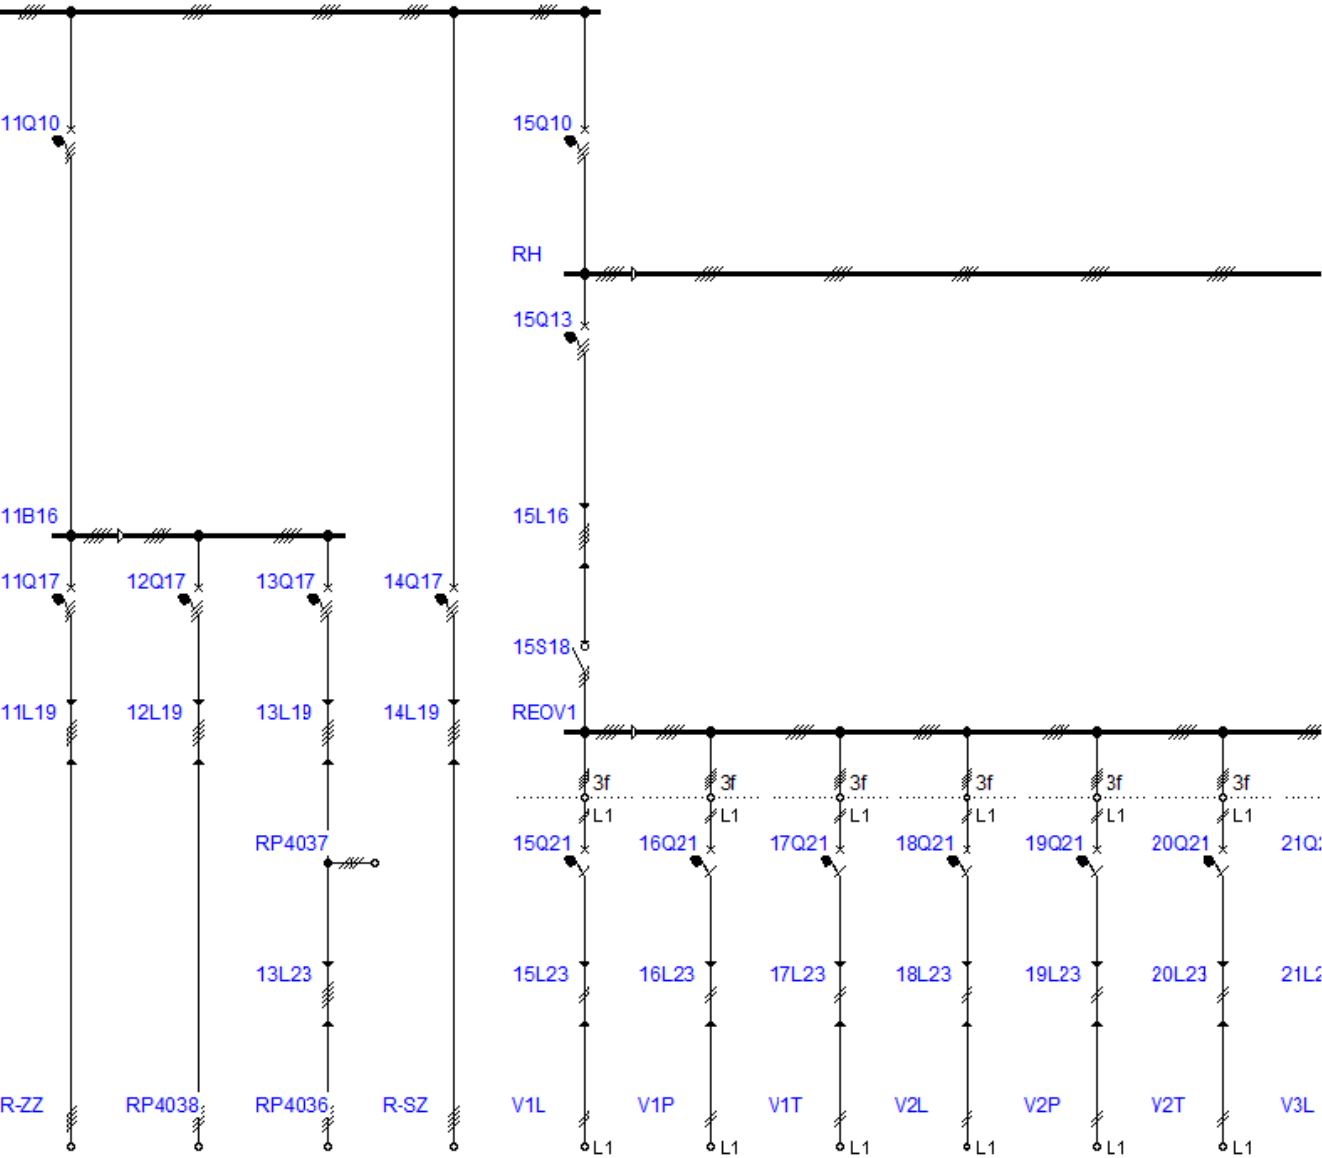 11Q10 15Q10
RH
15Q13
11B16 15L16
11Q17 12Q17 13Q17 14Q17
15S18
11L19 12L19 13L19 14L19 REOV1
3f 3f 3f 3f 3f 3f
L1 L1 L1 L1 L1 L1
RP4037 15Q21 16Q21 17Q21 18Q21 19Q21 20Q21
13L23 15L23 16L23 17L23 18L23 19L23 20L23
R-ZZ RP4038 RP4036 R-SZ V1L V1P V1T V2L V2P V2T V3L
L1 L1 L1 L1 L1 L1